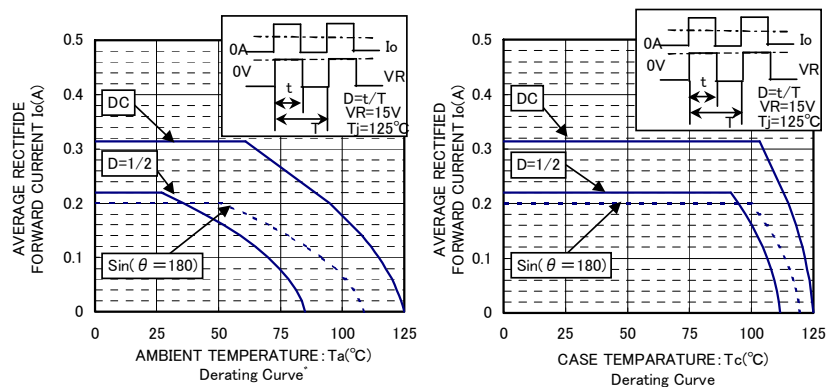 0.5
0.4
0.3
0.2
0.1
0
0 25 50 75 100 125
AVERAGE RECTIFIDE
FORWARD CURRENT Io(A)
DC
D=1/2
Sin(θ=180)
0A
Io
0V
VR
t
T
D=t/T
VR=15V
Tj=125℃
AMBIENT TEMPERATURE:Ta(℃)
Derating Curve
0.5
0.4
0.3
0.2
0.1
0
0 25 50 75 100 125
AVERAGE RECTIFIED
FORWARD CURRENT Io(A)
DC
D=1/2
Sin(θ=180)
0A
Io
0V
VR
t
T
D=t/T
VR=15V
Tj=125℃
CASE TEMPARATURE:Tc(℃)
Derating Curve